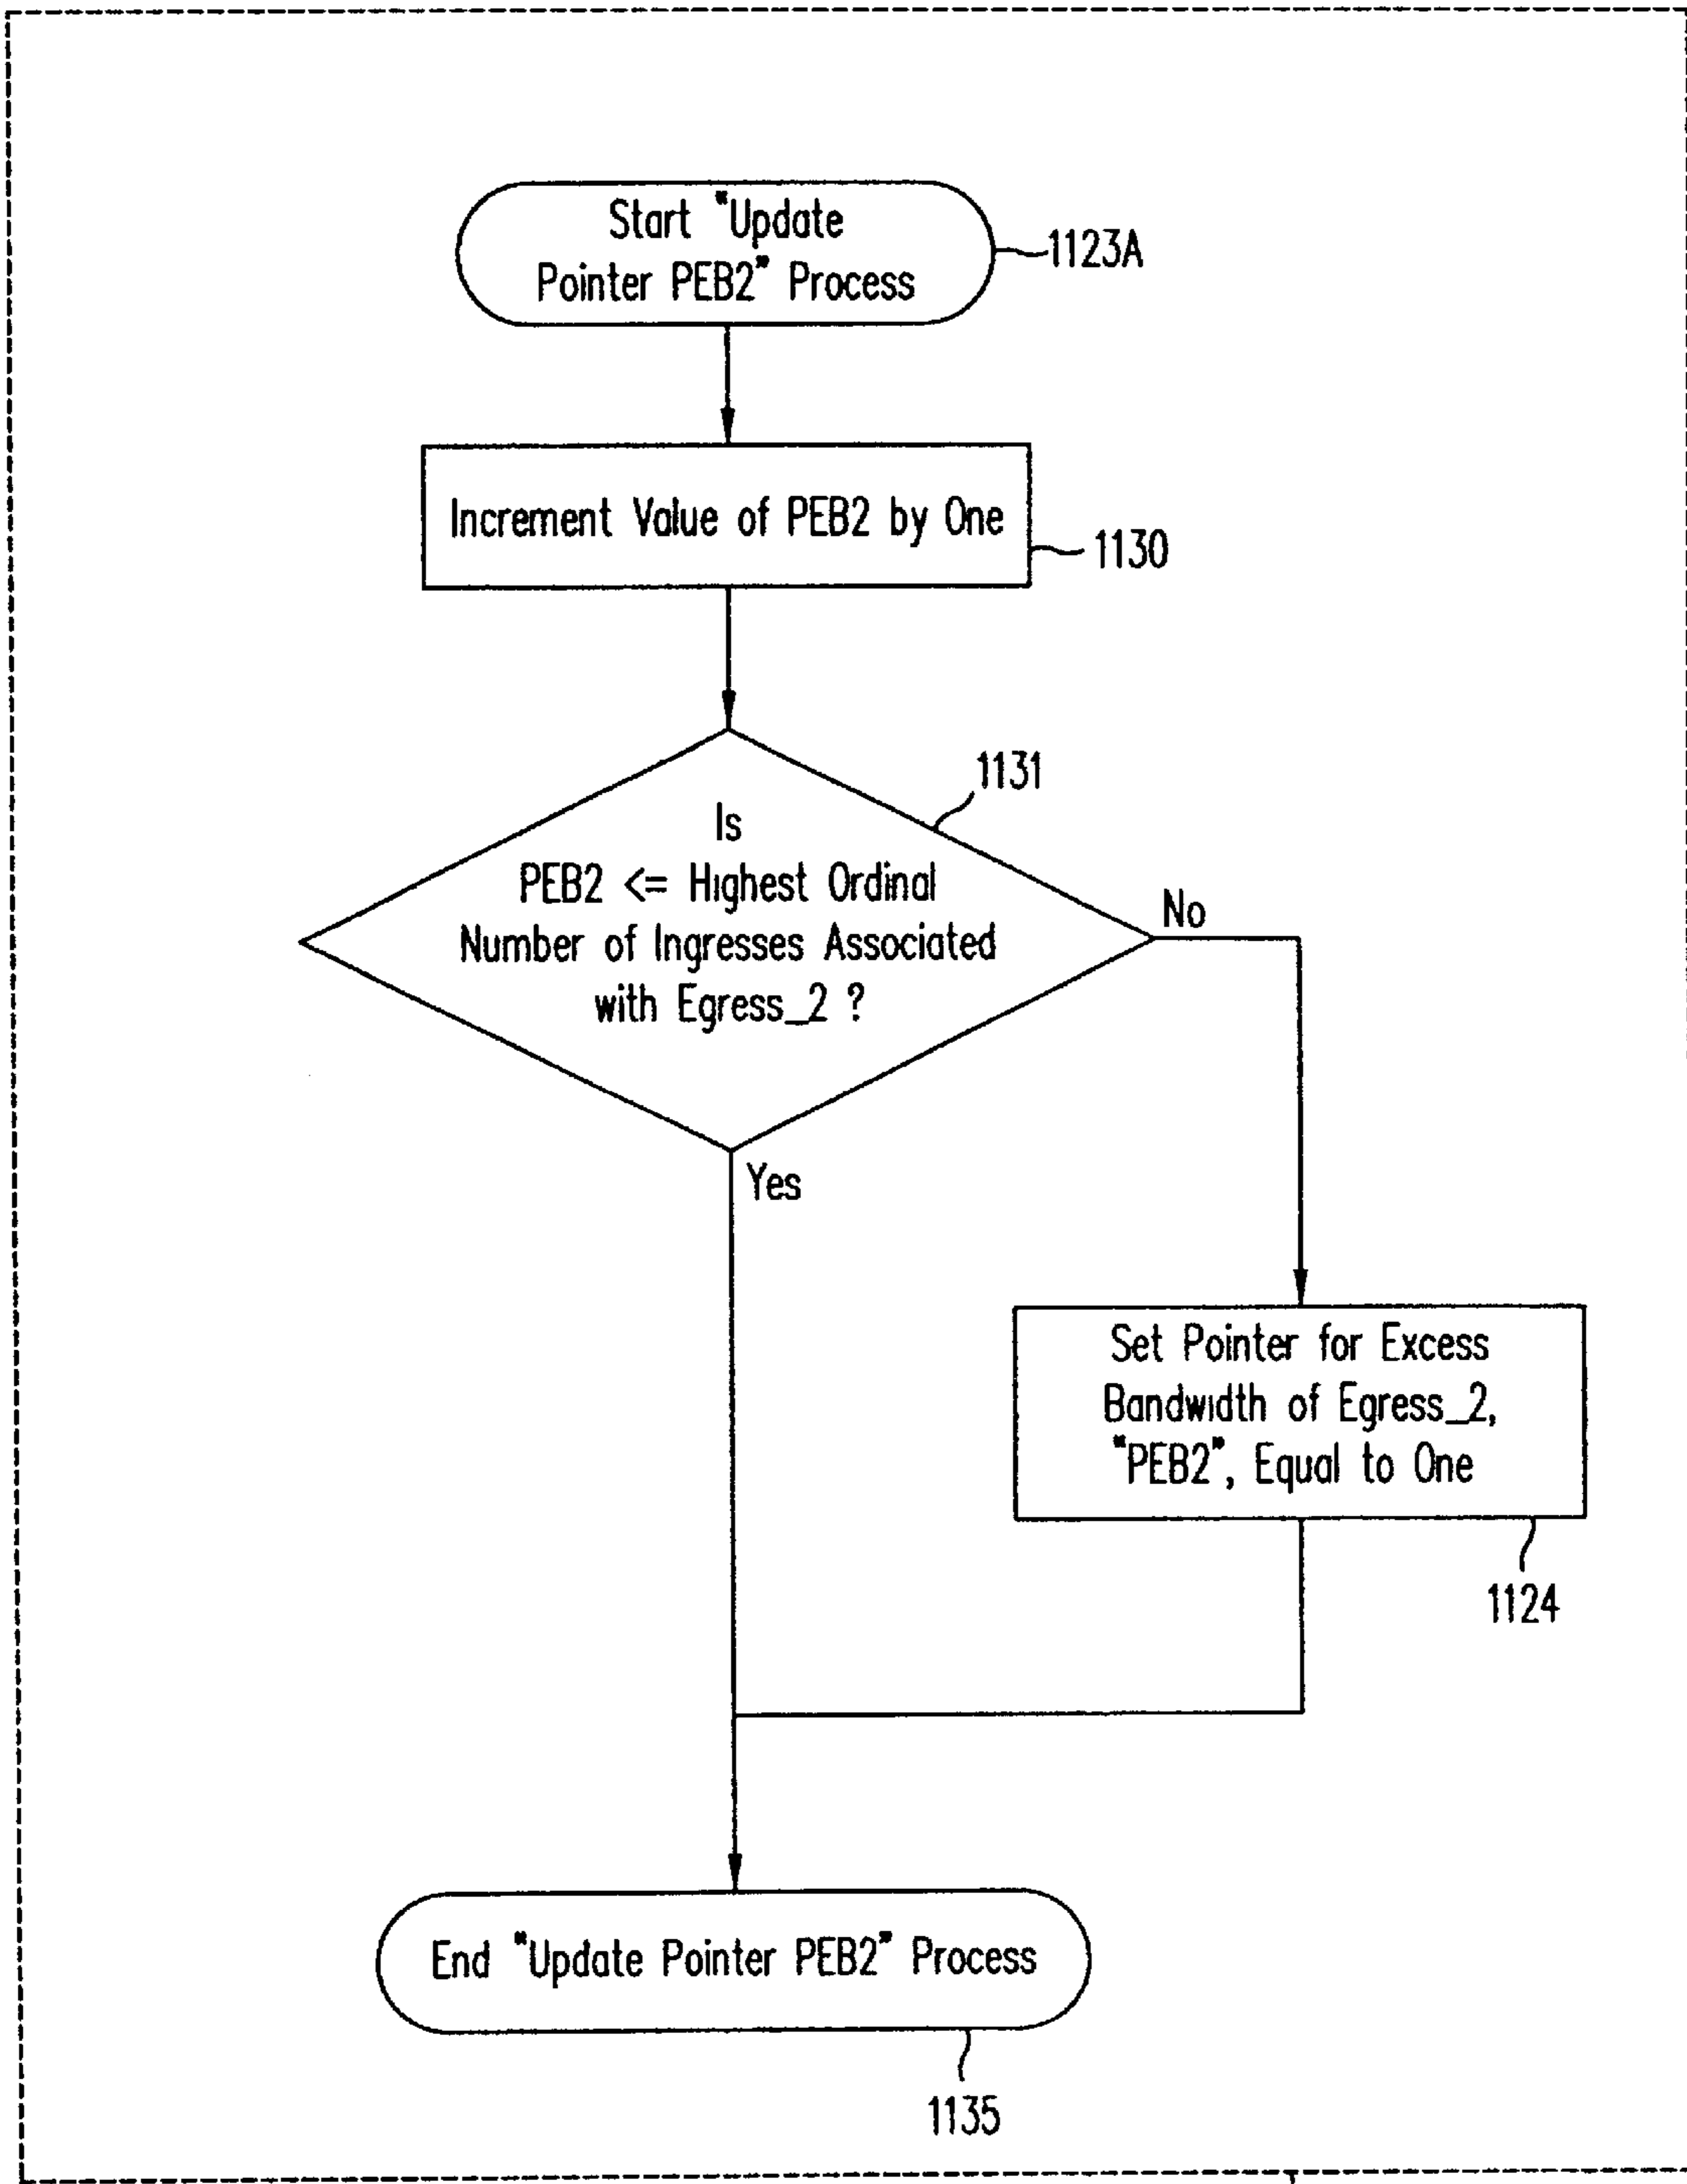 Start "Update
Pointer PEB2" Process
1123A
Increment Value of PEB2 by One
1130
1131
Is
PEB2 <= Highest Ordinal
Number of Ingresses Associated
with Egress_2 ?
No
Yes
Set Pointer for Excess
Bandwidth of Egress_2,
"PEB2", Equal to One
1124
End "Update Pointer PEB2" Process
1135